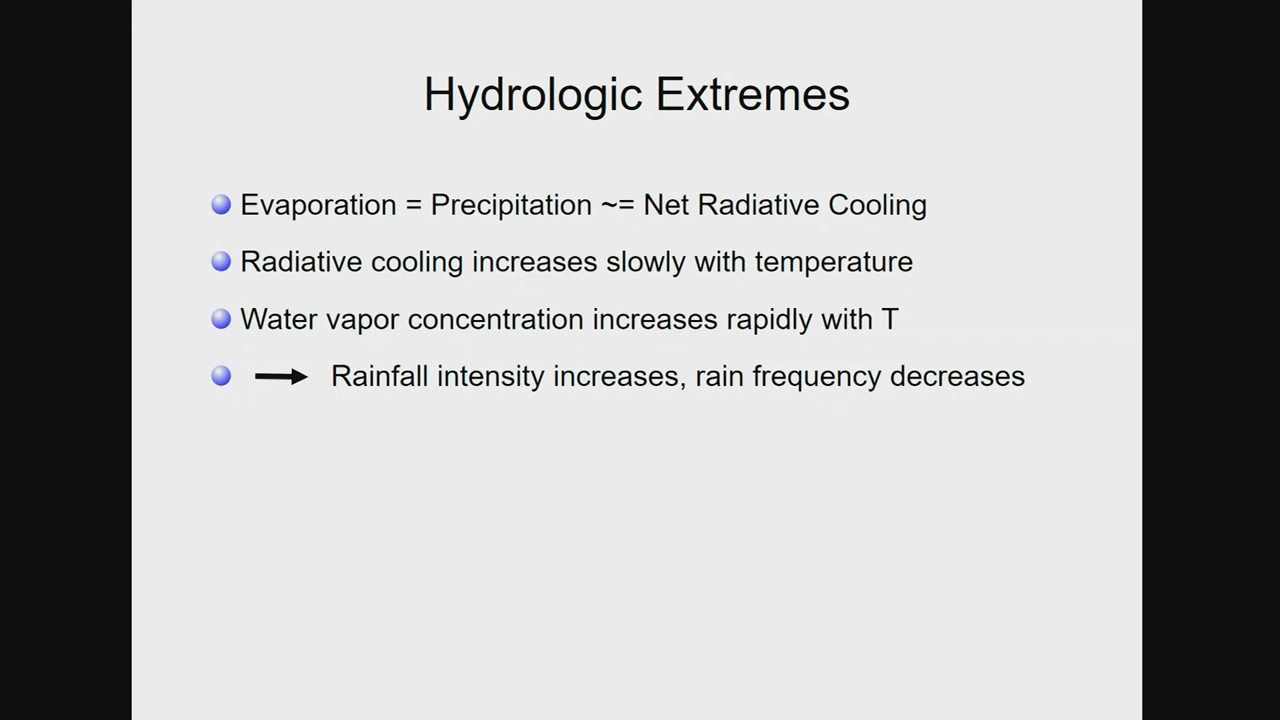 Hydrologic Extremes
Evaporation = Precipitation ~= Net Radiative Cooling
Radiative cooling increases slowly with temperature
Water vapor concentration increases rapidly with T
Rainfall intensity increases, rain frequency decreases